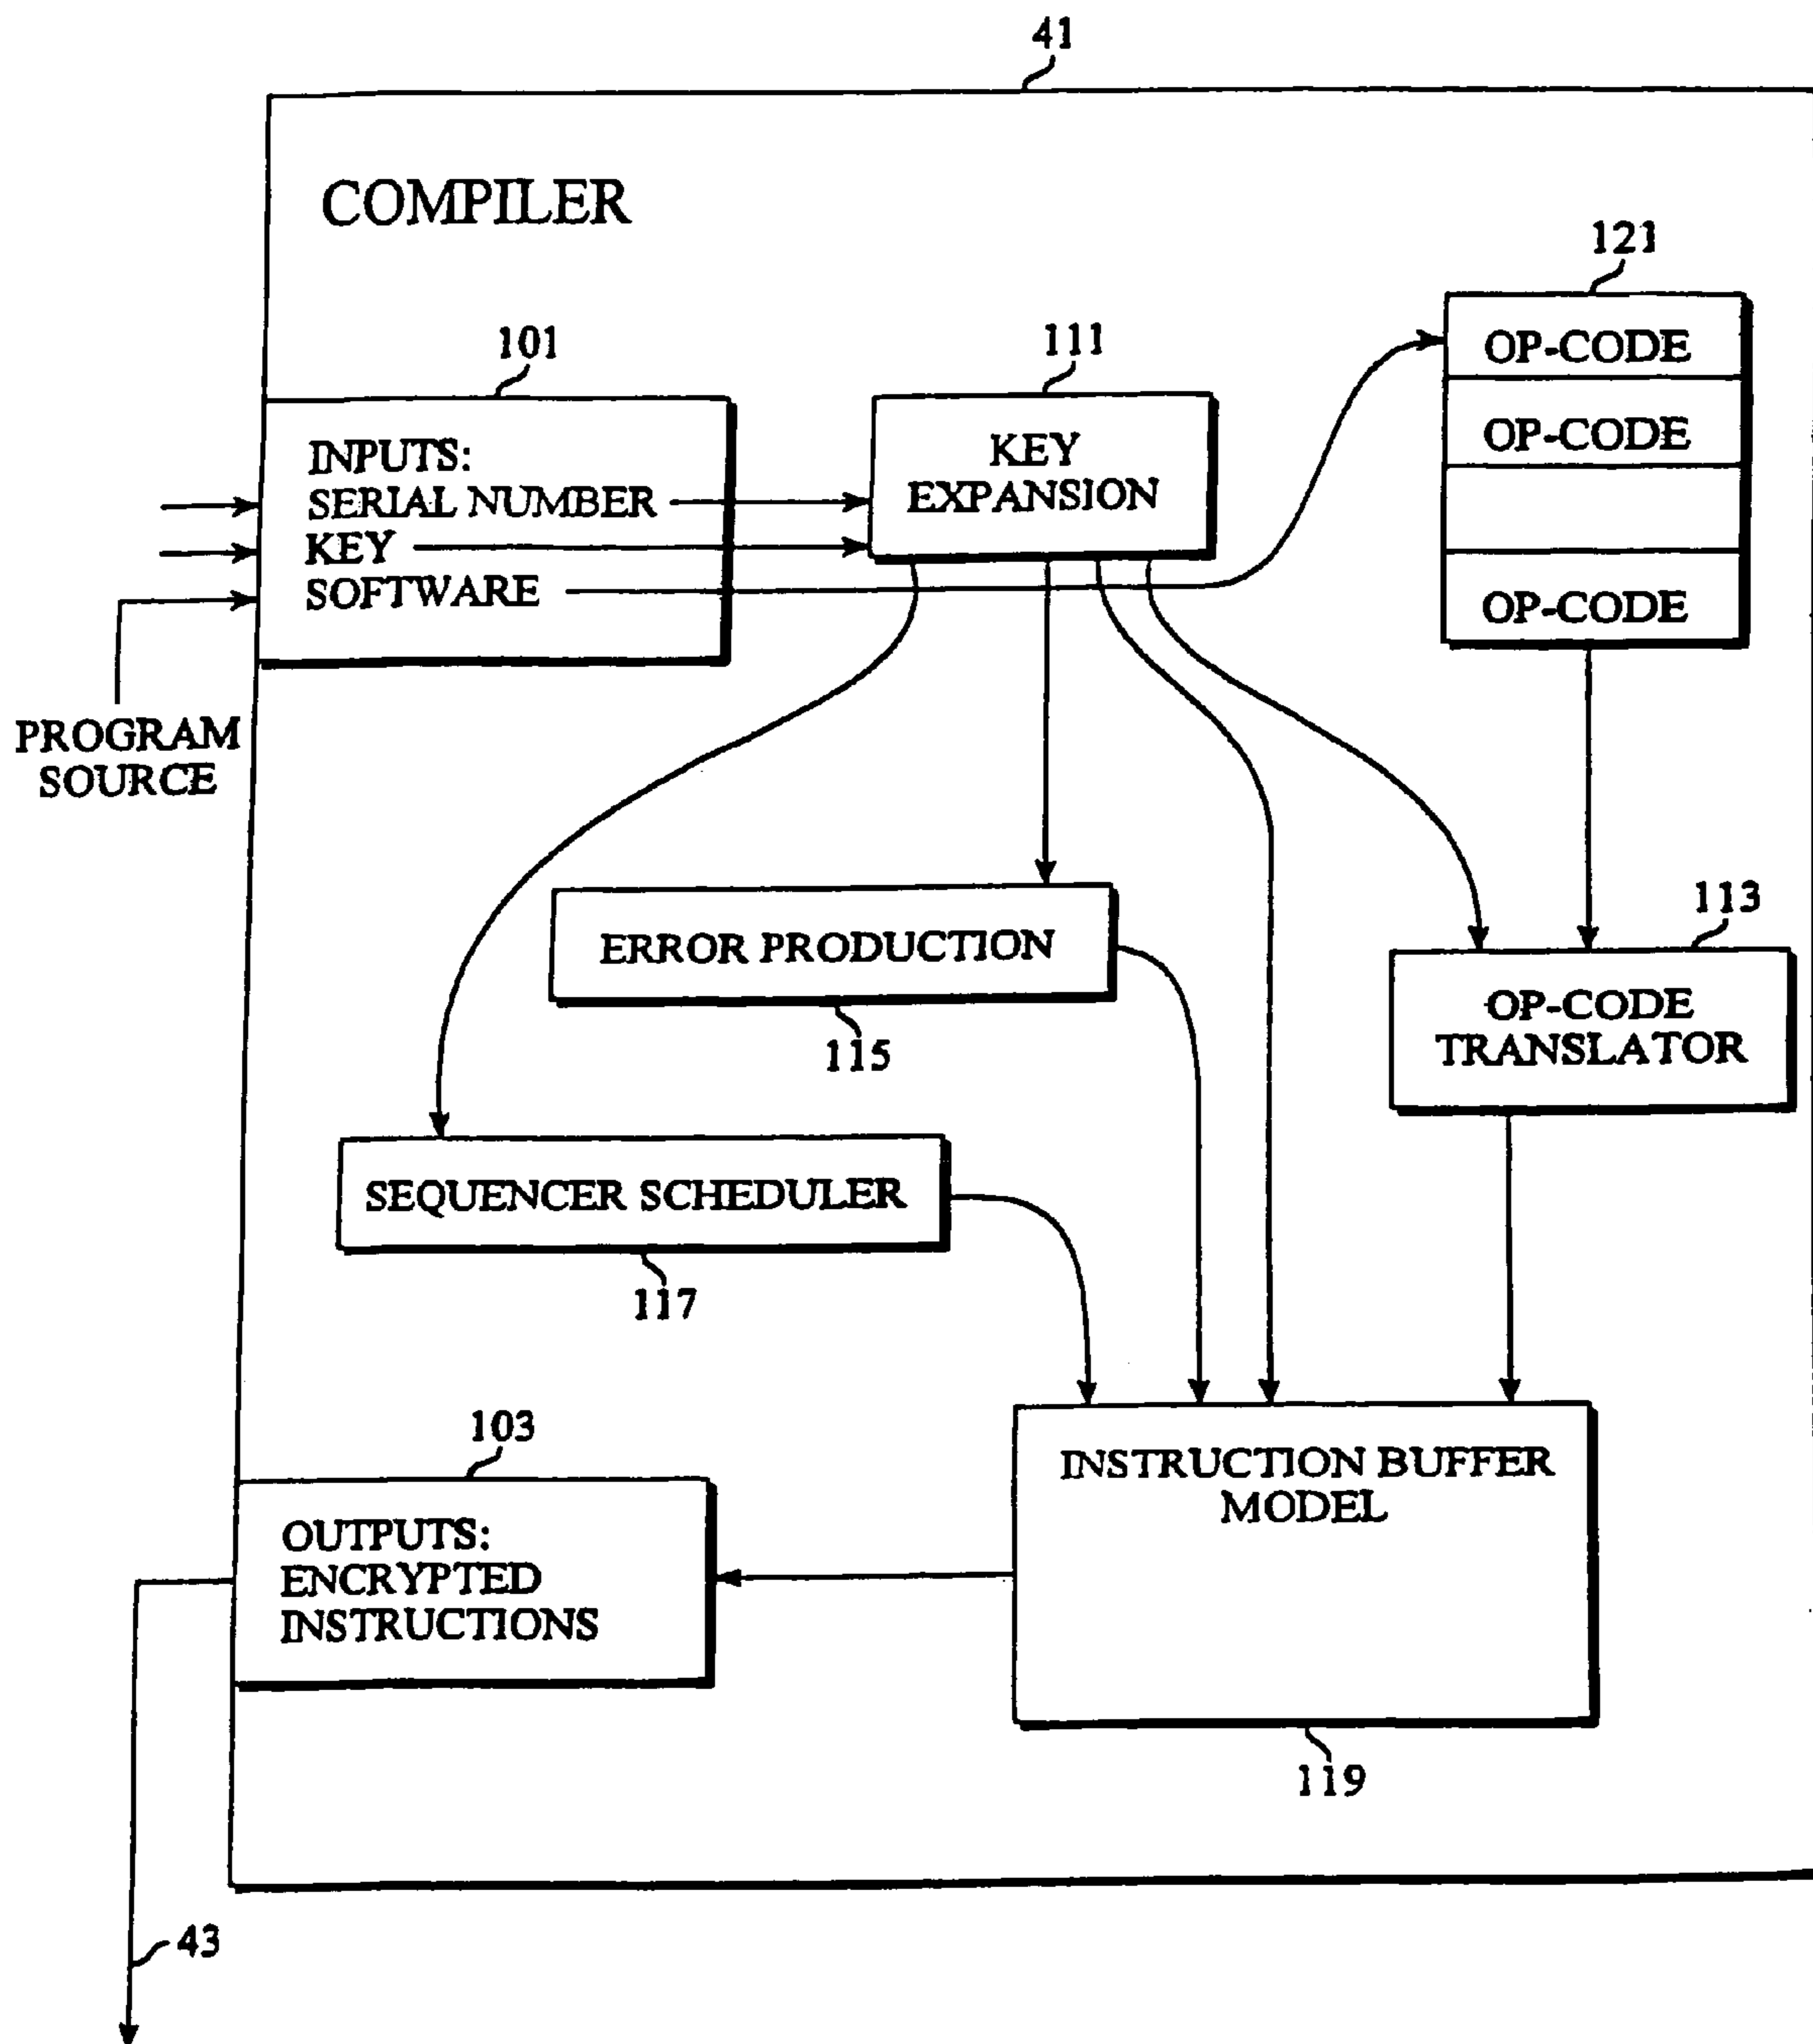 41
COMPILER
121
OP-CODE
OP-CODE
OP-CODE
101
INPUTS:
SERIAL NUMBER
KEY
SOFTWARE
111
KEY
EXPANSION
PROGRAM
SOURCE
ERROR PRODUCTION
115
113
OP-CODE
TRANSLATOR
SEQUENCER SCHEDULER
117
103
OUTPUTS:
ENCRYPTED
INSTRUCTIONS
INSTRUCTION BUFFER
MODEL
119
43